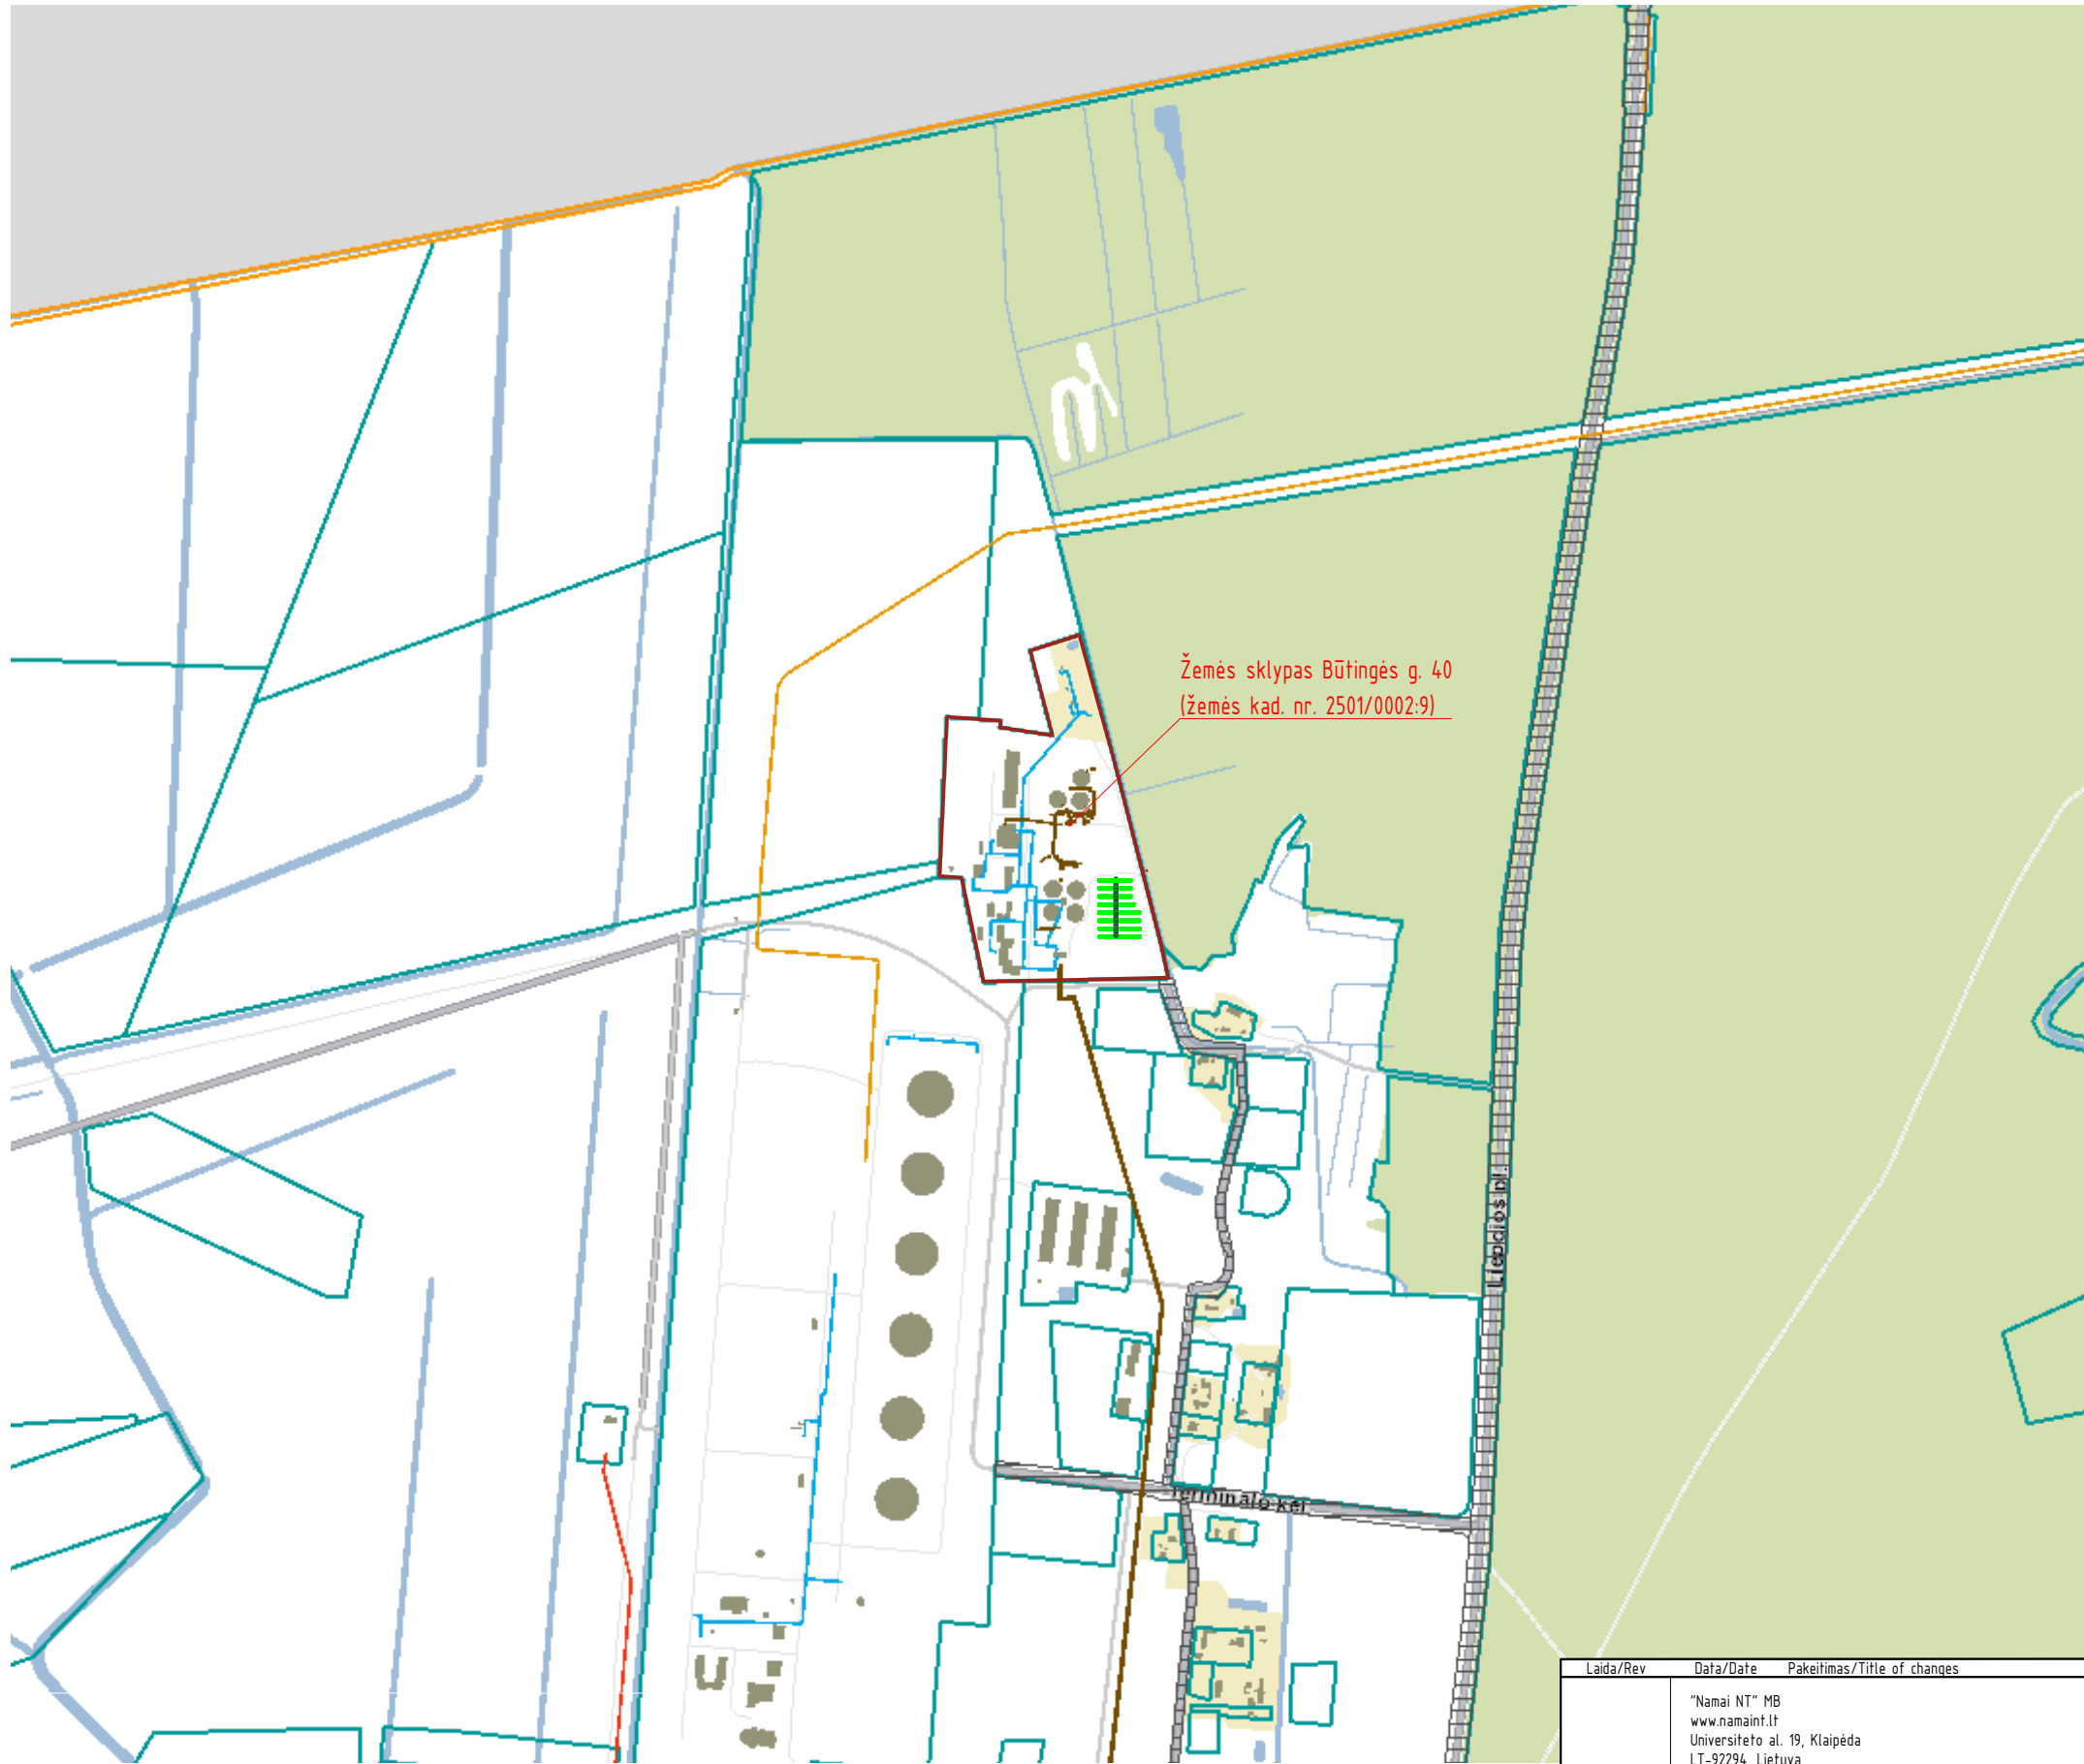 Žemės sklypas Būtingės g. 40
(žemės kad. nr. 2501/0002:9)
Liepojos pl.
Terminalo kel.
Laida/Rev Data/Date Pakeitimas/Title of changes
"Namai NT" MB
www.namaint.lt
Universiteto al. 19, Klaipėda
LT-92294, Lietuva